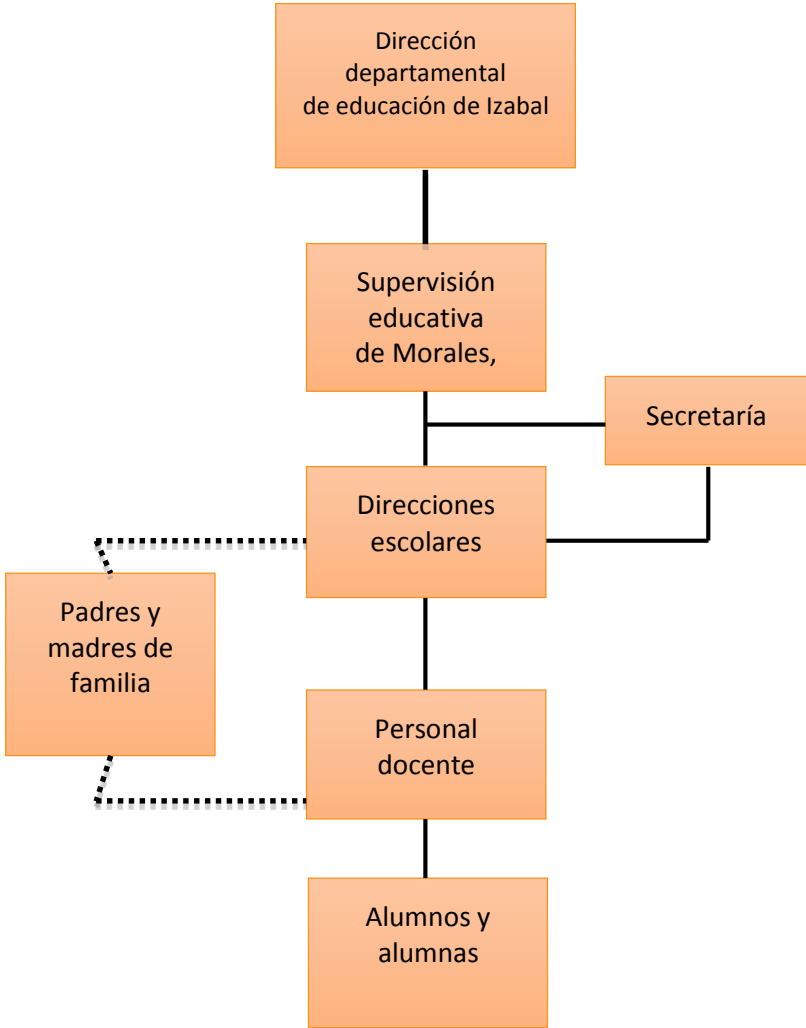 Dirección
departamental
de educación de Izabal
Supervisión
educativa
de Morales,
Secretaría
Direcciones
escolares
Padres y
madres de
familia
Personal
docente
Alumnos y
alumnas